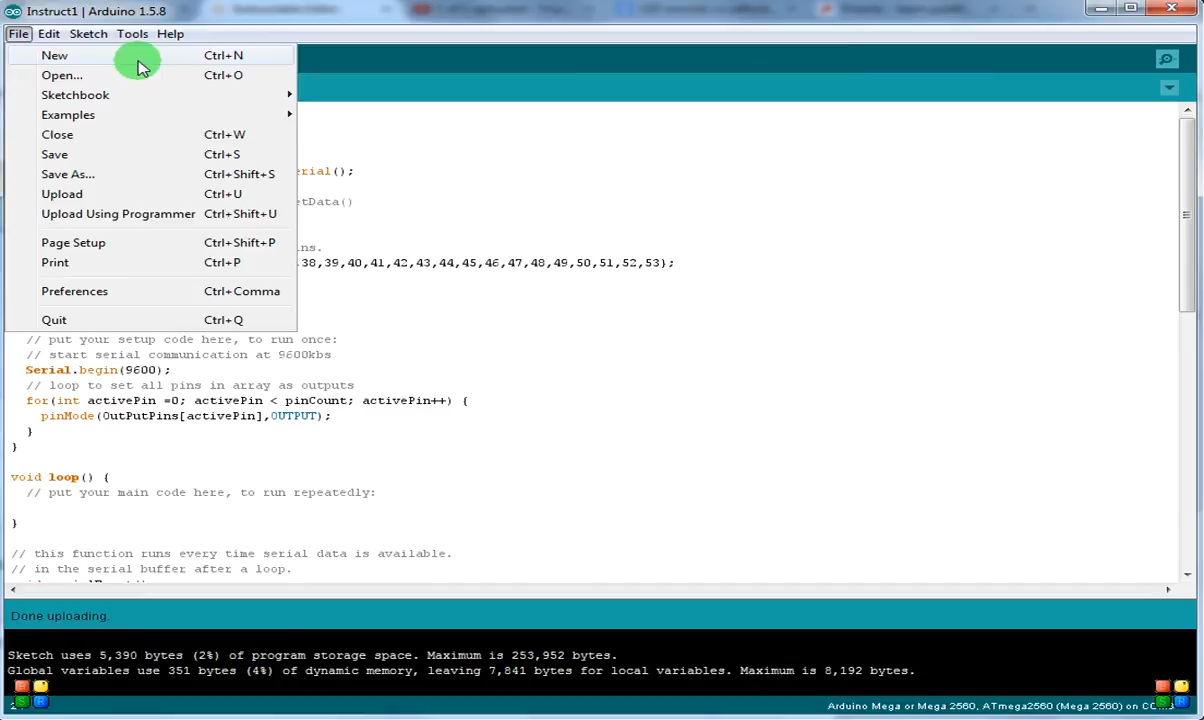 Instruct1 | Arduino 1.5.8
File Edit Sketch Tools Help
New Ctrl+N
Open... Ctrl+O
Sketchbook
Examples
Close Ctrl+W
Save Ctrl+S
Save As... Ctrl+Shift+S
Upload Ctrl+U
Upload Using Programmer Ctrl+Shift+U
Page Setup Ctrl+Shift+P
Print Ctrl+P
Preferences Ctrl+Comma
Quit Ctrl+Q
erial();
etData()
ins.
38,39,40,41,42,43,44,45,46,47,48,49,50,51,52,53};
// put your setup code here, to run once:
// start serial communication at 9600kbs
Serial.begin(9600);
// loop to set all pins in array as outputs
for(int activePin =0; activePin < pinCount; activePin++) {
pinMode(OutPutPins[activePin],OUTPUT);
}
}
void loop() {
// put your main code here, to run repeatedly:
}
// this function runs every time serial data is available.
// in the serial buffer after a loop.
Done uploading.
Sketch uses 5,390 bytes (2%) of program storage space. Maximum is 253,952 bytes.
Global variables use 351 bytes (4%) of dynamic memory, leaving 7,841 bytes for local variables. Maximum is 8,192 bytes.
Arduino Mega or Mega 2560, ATmega2560 (Mega 2560) on